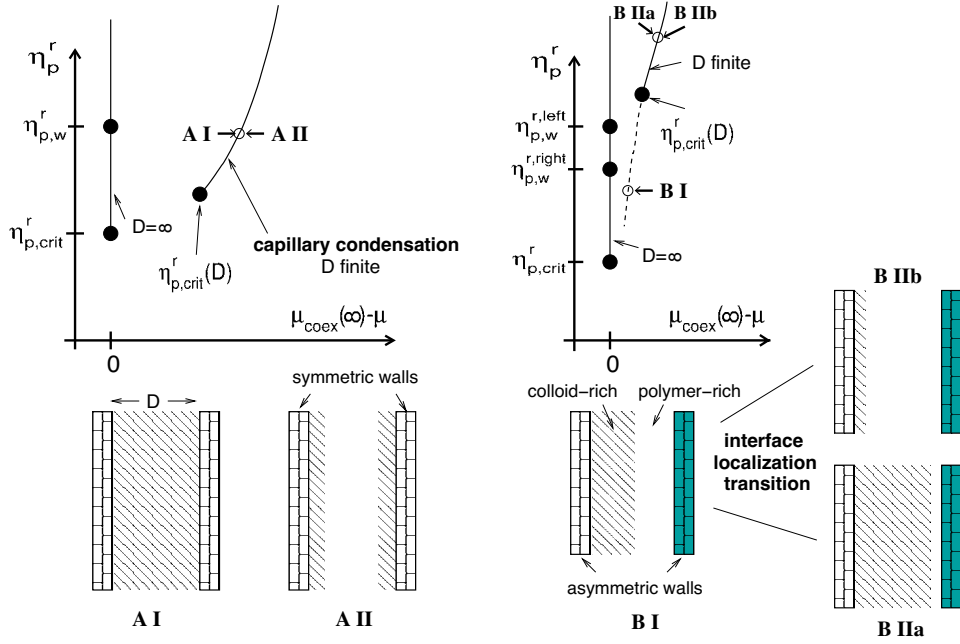 η_p^r
η_{p,w}^r
η_{p,crit}^r
D=∞
A I
A II
capillary condensation
D finite
η_{p,crit}^r(D)
μ_coex(∞)-μ
0
D
symmetric walls
A I
A II
B IIa
B IIb
η_p^r
D finite
η_{p,w}^{r,left}
η_{p,crit}^r(D)
η_{p,w}^{r,right}
B I
η_{p,crit}^r
D=∞
μ_coex(∞)-μ
0
colloid-rich
polymer-rich
asymmetric walls
B I
interface
localization
transition
B IIb
B IIa